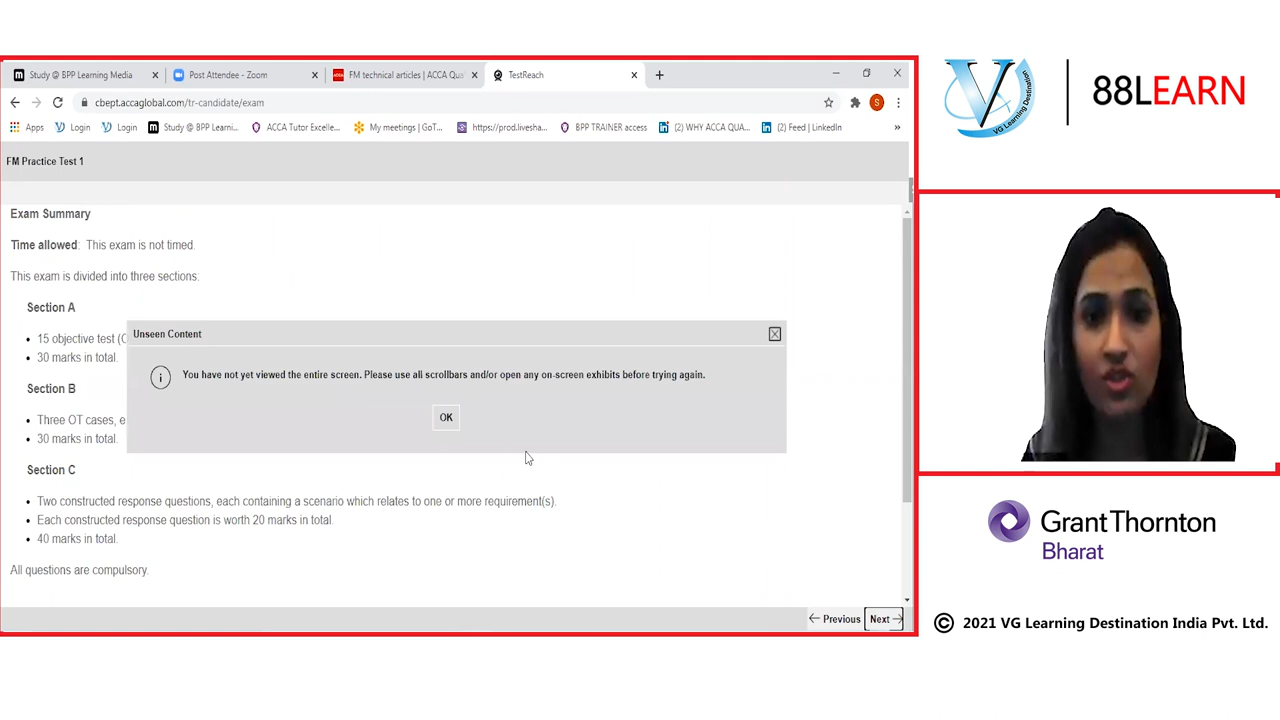 Study @ BPP Learning Media
Post Attendee - Zoom
FM technical articles | ACCA Qua
TestReach
cbept.accaglobal.com/tr-candidate/exam
S
Apps
Login
Login
Study @ BPP Learni...
ACCA Tutor Excelle...
My meetings | GoT...
https://prod.livesha...
BPP TRAINER access
(2) WHY ACCA QUA...
(2) Feed | LinkedIn
»
FM Practice Test 1
Exam Summary
Time allowed: This exam is not timed.
This exam is divided into three sections:
Section A
• 15 objective test (O
• 30 marks in total.
Section B
• Three OT cases, e
• 30 marks in total.
Section C
• Two constructed response questions, each containing a scenario which relates to one or more requirement(s).
• Each constructed response question is worth 20 marks in total.
• 40 marks in total.
All questions are compulsory.
Unseen Content
You have not yet viewed the entire screen. Please use all scrollbars and/or open any on-screen exhibits before trying again.
OK
← Previous
Next →
V
VG Learning Destination
88LEARN
Grant Thornton
Bharat
© 2021 VG Learning Destination India Pvt. Ltd.